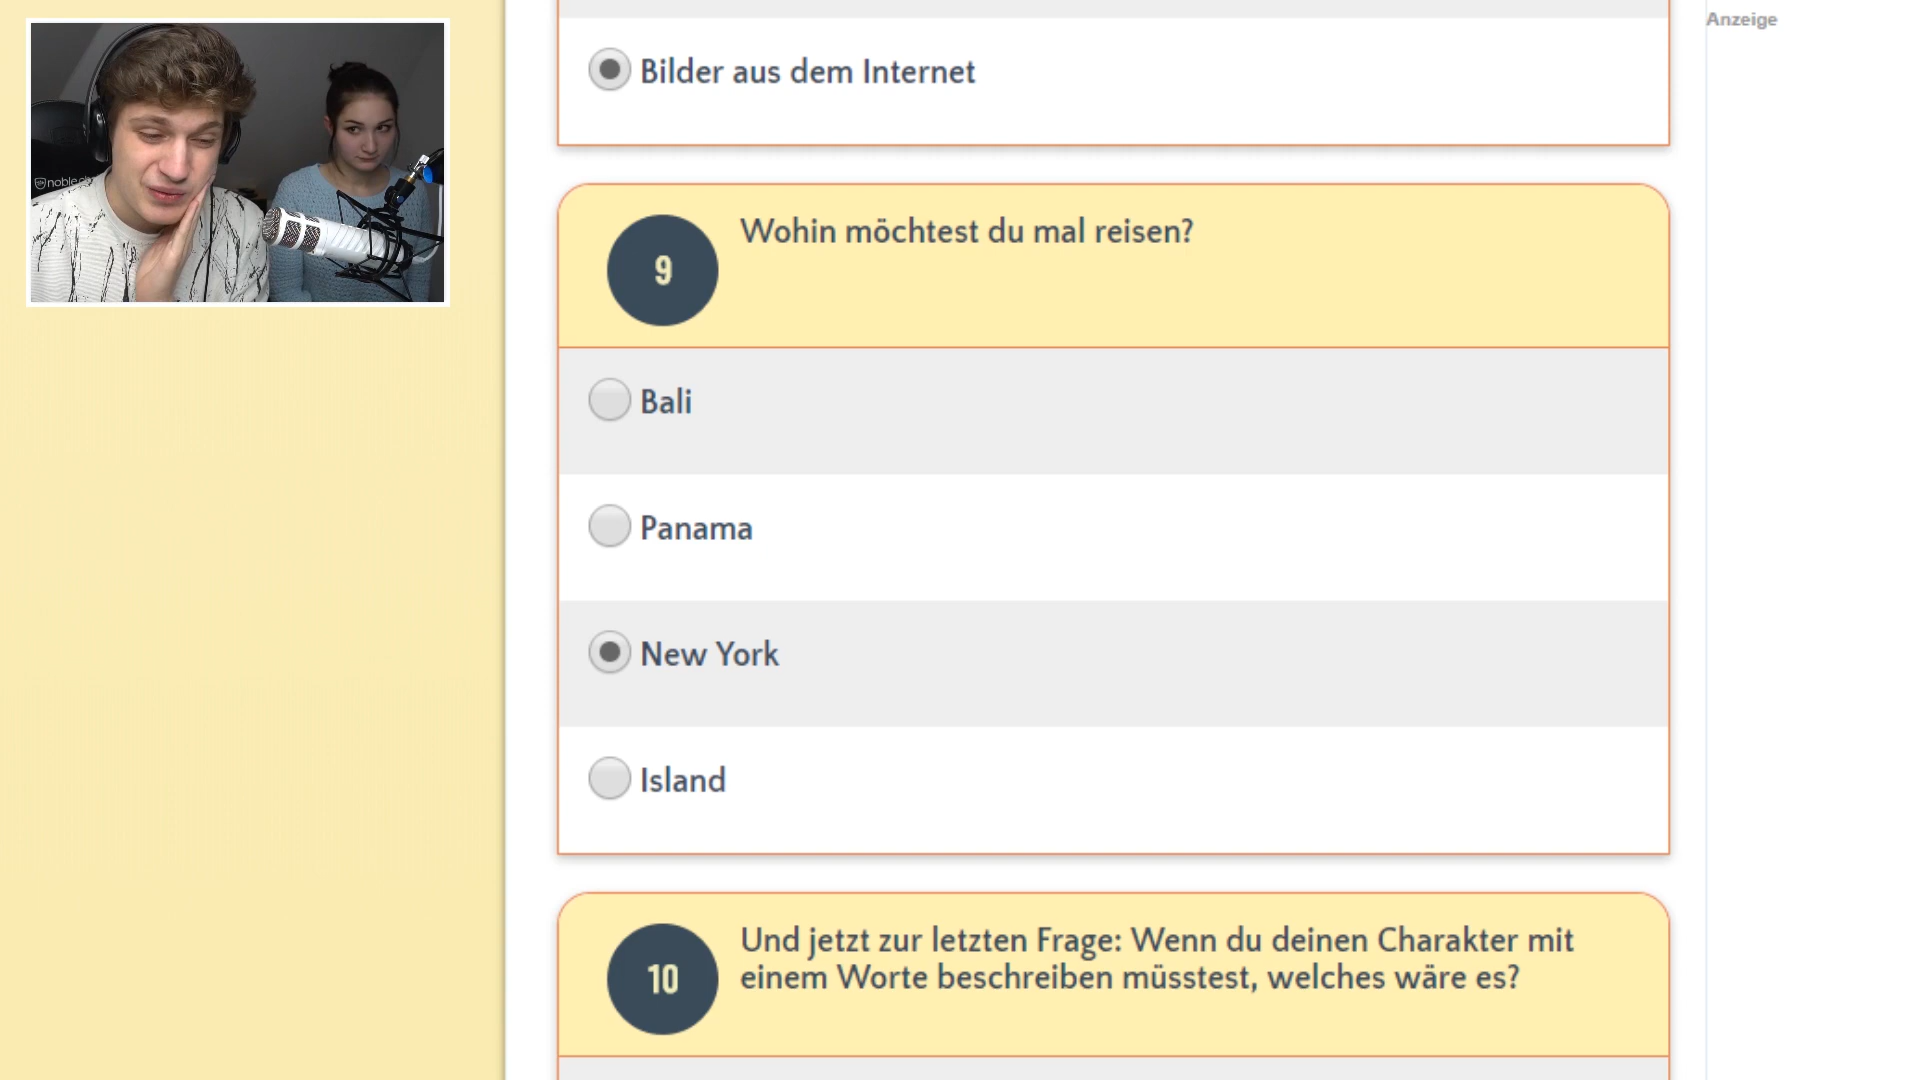 Anzeige
Bilder aus dem Internet
noble
9
Wohin möchtest du mal reisen?
Bali
Panama
New York
Island
10
Und jetzt zur letzten Frage: Wenn du deinen Charakter mit
einem Worte beschreiben müsstest, welches wäre es?